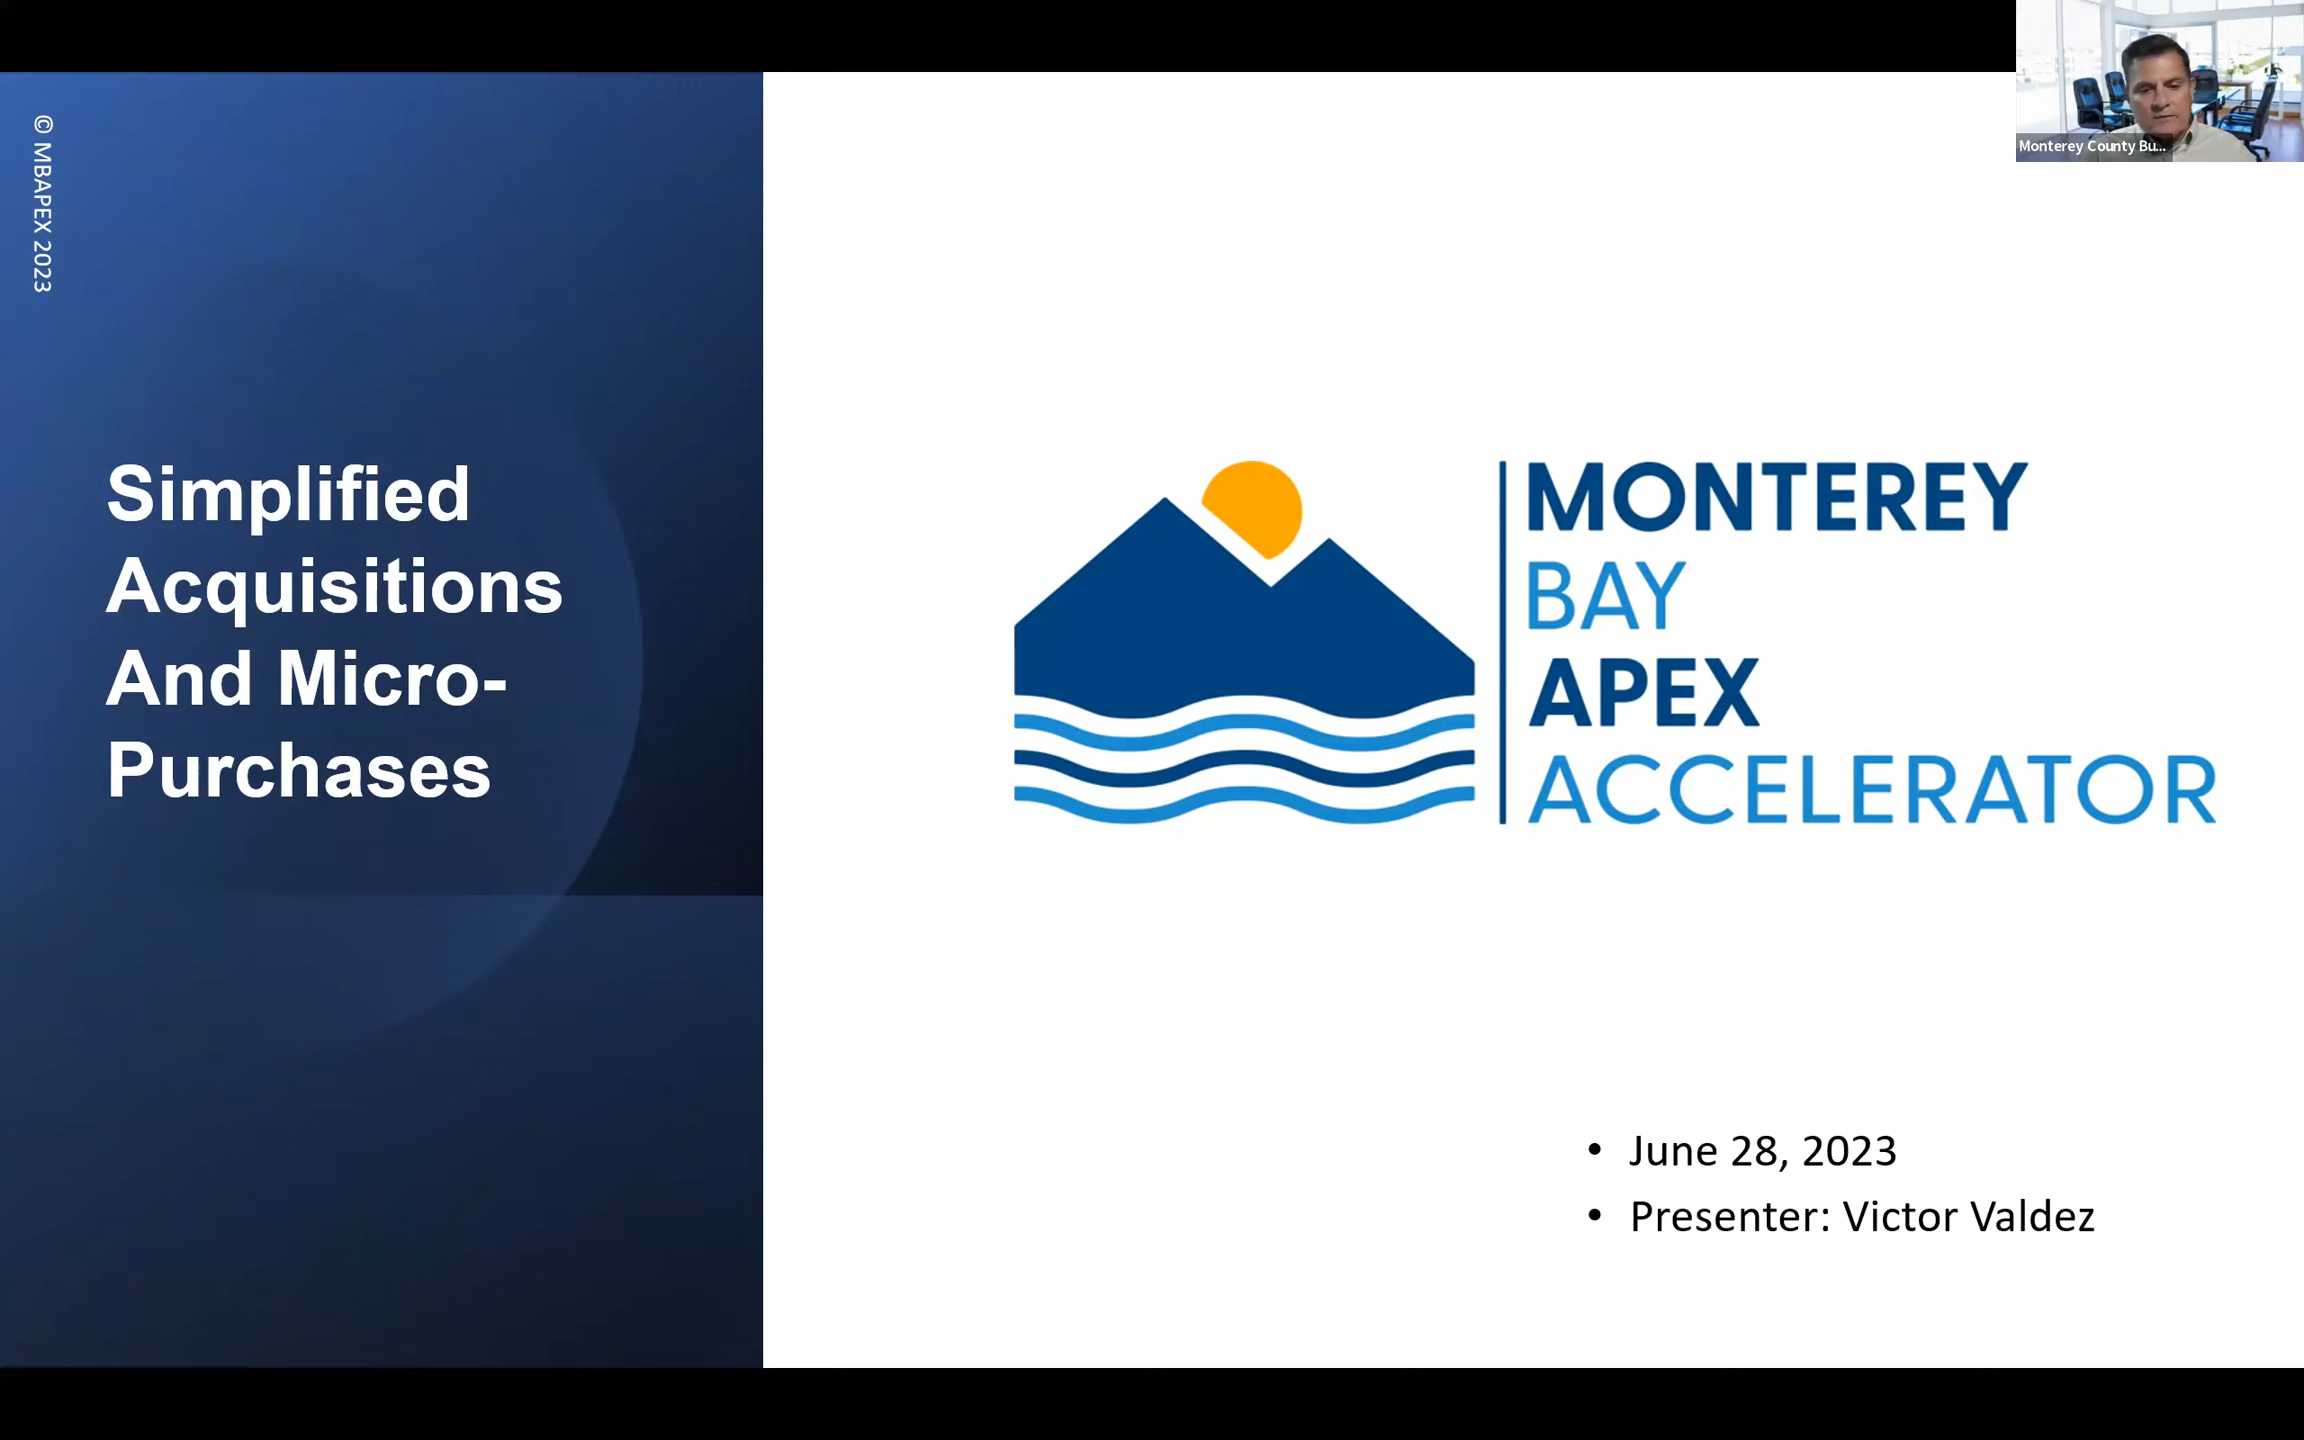 © MBAPEX 2023
Simplified
Acquisitions
And Micro-
Purchases
MONTEREY
BAY
APEX
ACCELERATOR
• June 28, 2023
• Presenter: Victor Valdez
Monterey County Bu...